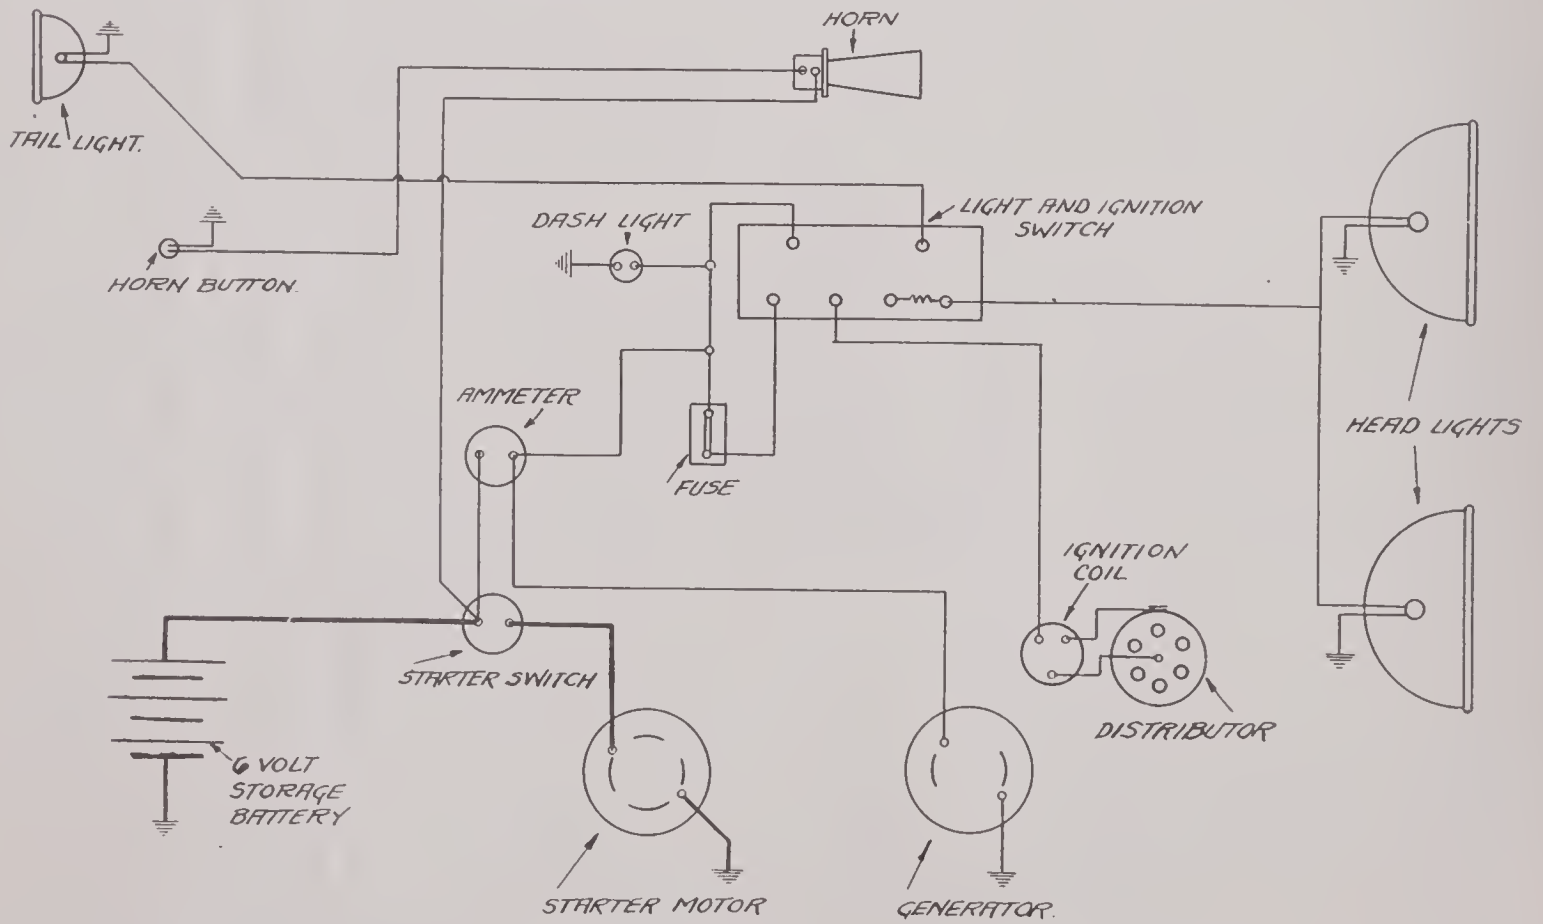 HORN
TAIL LIGHT.
LIGHT AND IGNITION
SWITCH
DASH LIGHT
HORN BUTTON.
AMMETER
HEAD LIGHTS
FUSE
IGNITION
COIL
STARTER SWITCH
DISTRIBUTOR
6 VOLT
STORAGE
BATTERY
STARTER MOTOR
GENERATOR.